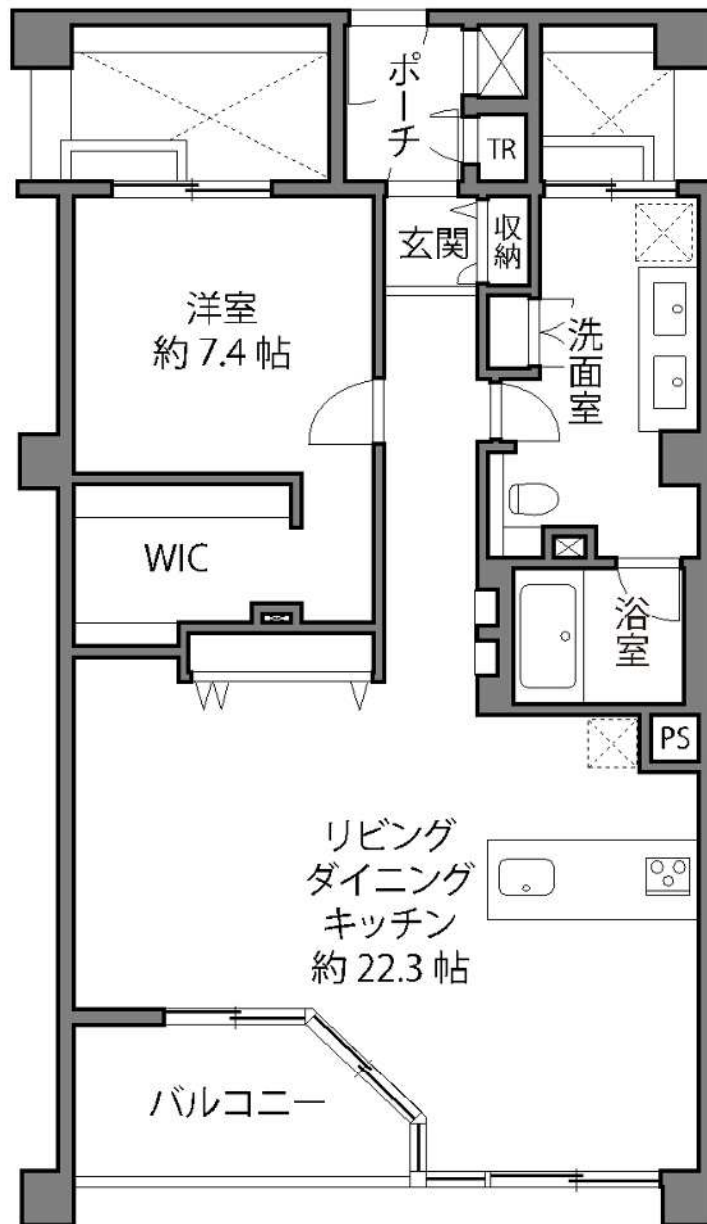 ポーチ
TR
玄関
収納
洋室
約 7.4 帖
洗面室
WIC
浴室
PS
リビング
ダイニング
キッチン
約 22.3 帖
バルコニー